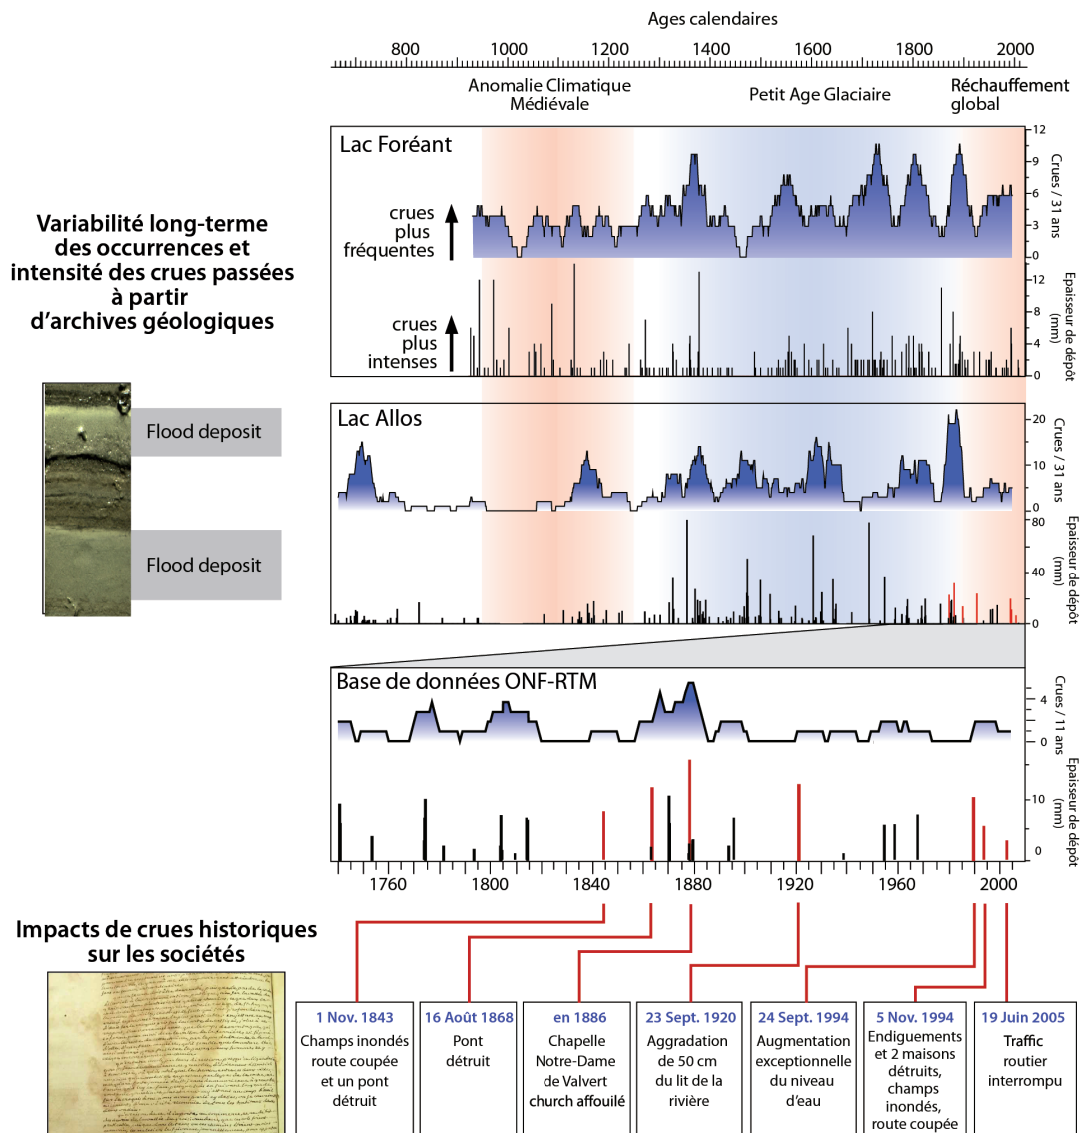 Ages calendaires
800 1000 1200 1400 1600 1800 2000
Anomalie Climatique
Médiévale
Petit Age Glaciaire
Réchauffement
global
Lac Foréant
12
9
6
3
0
Crues / 31 ans
crues
plus
fréquentes
12
8
4
0
Epaisseur de dépôt
(mm)
crues
plus
intenses
Variabilité long-terme
des occurrences et
intensité des crues passées
à partir
d’archives géologiques
Flood deposit
Flood deposit
Lac Allos
20
10
0
Crues / 31 ans
80
40
0
Epaisseur de dépôt
(mm)
Base de données ONF-RTM
4
0
Crues / 11 ans
10
0
Epaisseur de dépôt
(mm)
1760 1800 1840 1880 1920 1960 2000
Impacts de crues historiques
sur les sociétés
1 Nov. 1843
Champs inondés
route coupée
et un pont
détruit
16 Août 1868
Pont
détruit
en 1886
Chapelle
Notre-Dame
de Valvert
church affouilé
23 Sept. 1920
Aggradation
de 50 cm
du lit de la
rivière
24 Sept. 1994
Augmentation
exceptionnelle
du niveau
d’eau
5 Nov. 1994
Endiguements
et 2 maisons
détruits,
champs
inondés,
route coupée
19 Juin 2005
Traffic
routier
interrompu